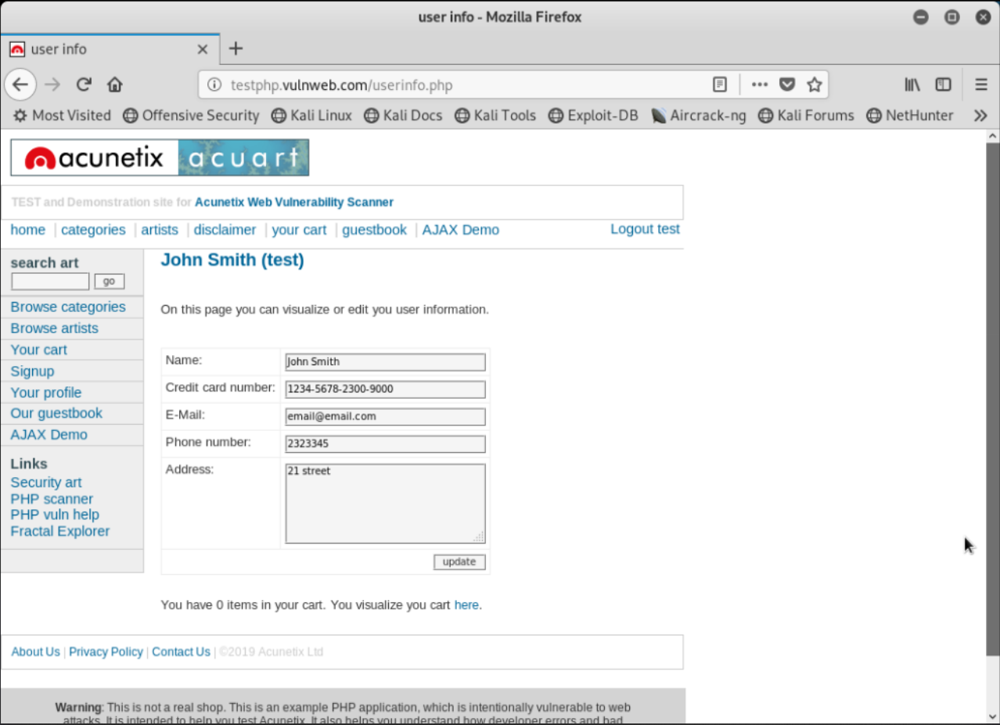 user info - Mozilla Firefox
user info
testphp.vulnweb.com/userinfo.php
Most Visited Offensive Security Kali Linux Kali Docs Kali Tools Exploit-DB Aircrack-ng Kali Forums NetHunter
acunetix acuart
TEST and Demonstration site for Acunetix Web Vulnerability Scanner
home | categories | artists | disclaimer | your cart | guestbook | AJAX Demo
Logout test
search art
go
Browse categories
Browse artists
Your cart
Signup
Your profile
Our guestbook
AJAX Demo
Links
Security art
PHP scanner
PHP vuln help
Fractal Explorer
John Smith (test)
On this page you can visualize or edit you user information.
Name: John Smith
Credit card number: 1234-5678-2300-9000
E-Mail: email@email.com
Phone number: 2323345
Address: 21 street
update
You have 0 items in your cart. You visualize you cart here.
About Us | Privacy Policy | Contact Us | ©2019 Acunetix Ltd
Warning: This is not a real shop. This is an example PHP application, which is intentionally vulnerable to web
attacks. It is intended to help you test Acunetix. It also helps you understand how developer errors and bad